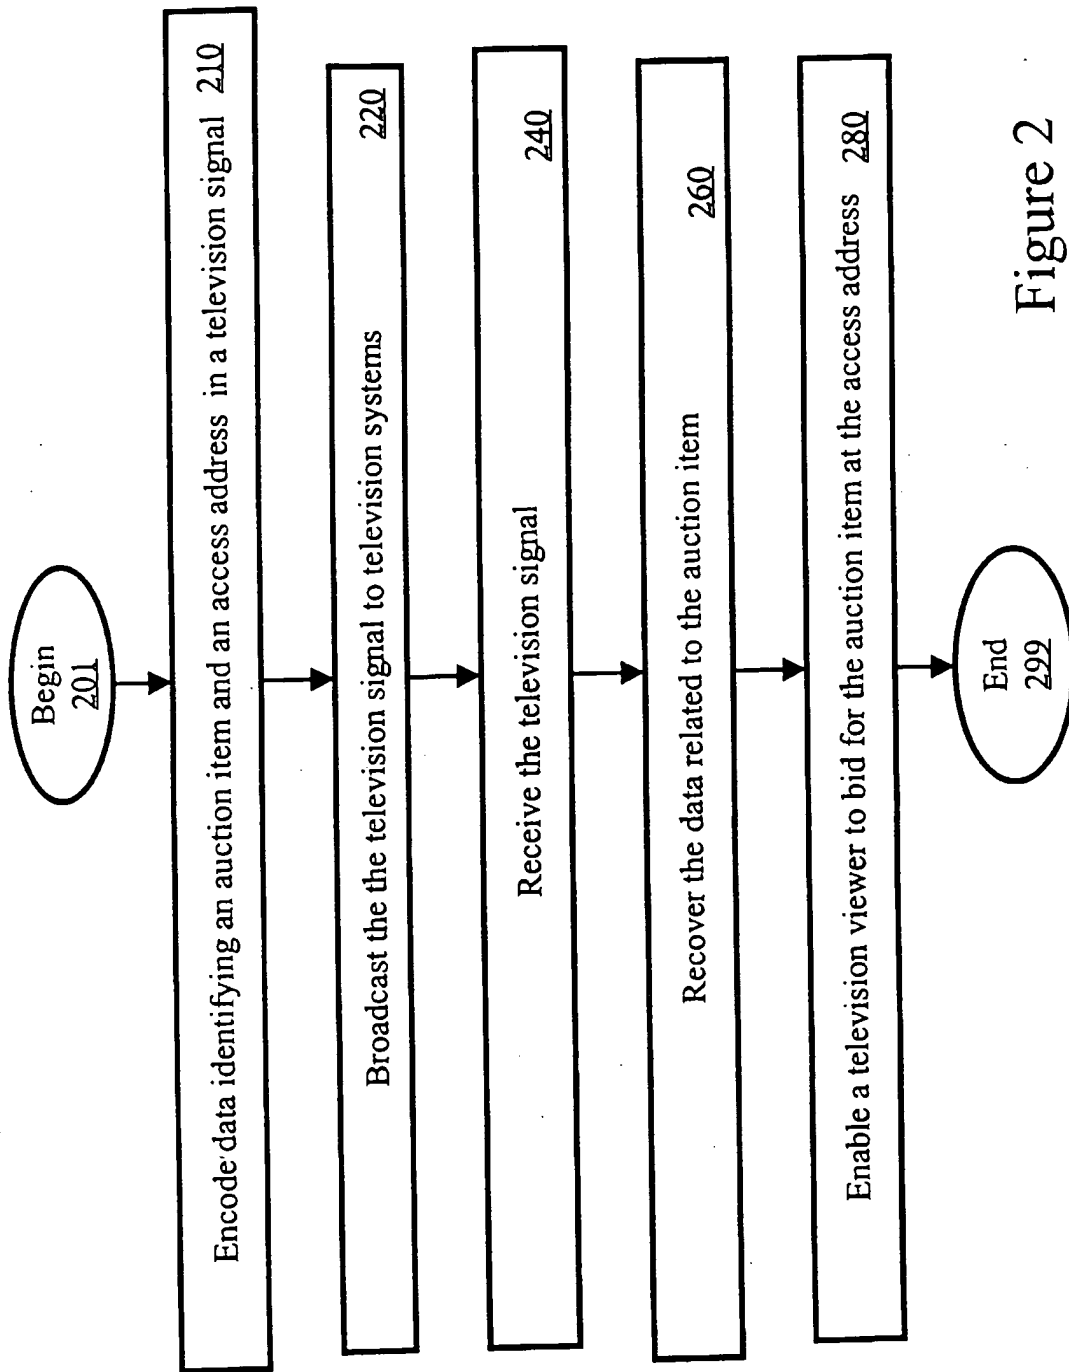 Begin
201
Encode data identifying an auction item and an access address in a television signal 210
Broadcast the the television signal to television systems 220
Receive the television signal 240
Recover the data related to the auction item 260
Enable a television viewer to bid for the auction item at the access address 280
End
299
Figure 2